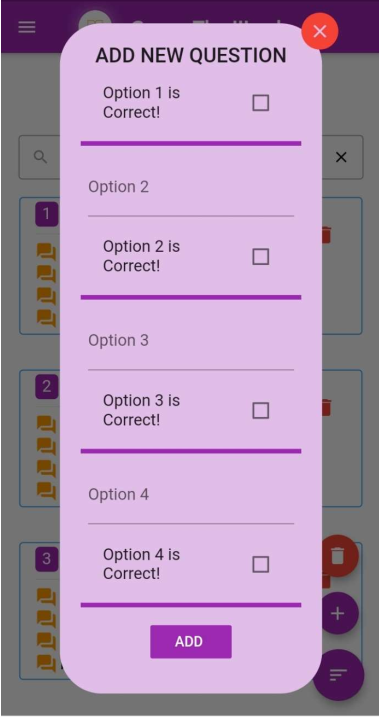 ADD NEW QUESTION
Option 1 is
Correct!
Option 2
Option 2 is
Correct!
Option 3
Option 3 is
Correct!
Option 4
Option 4 is
Correct!
ADD
1
2
3